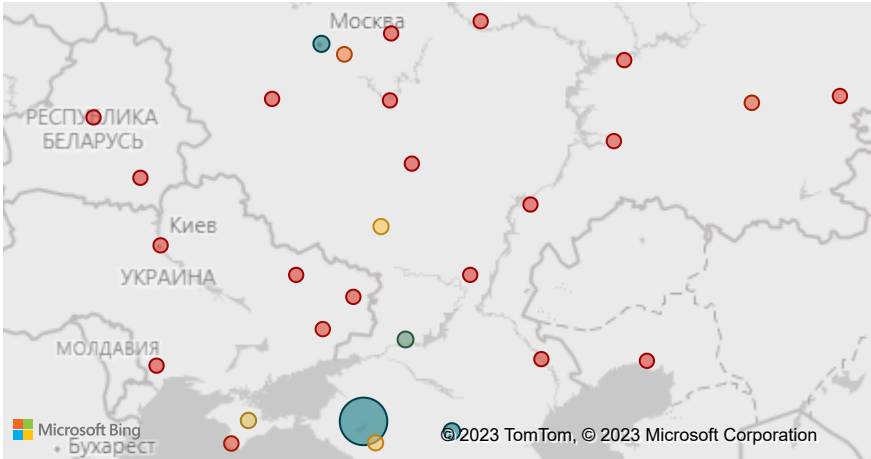 Москва
РЕСПУБЛИКА
БЕЛАРУСЬ
Киев
УКРАИНА
МОЛДАВИЯ
Microsoft Bing
© 2023 TomTom, © 2023 Microsoft Corporation
Бухарест